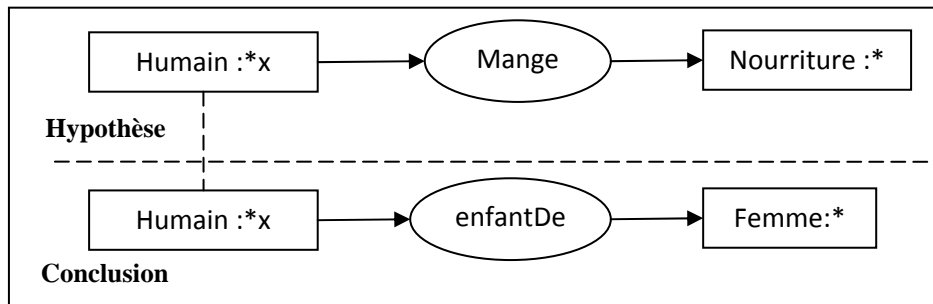 Humain :*x Mange Nourriture :*
Hypothèse
Humain :*x enfantDe Femme:*
Conclusion